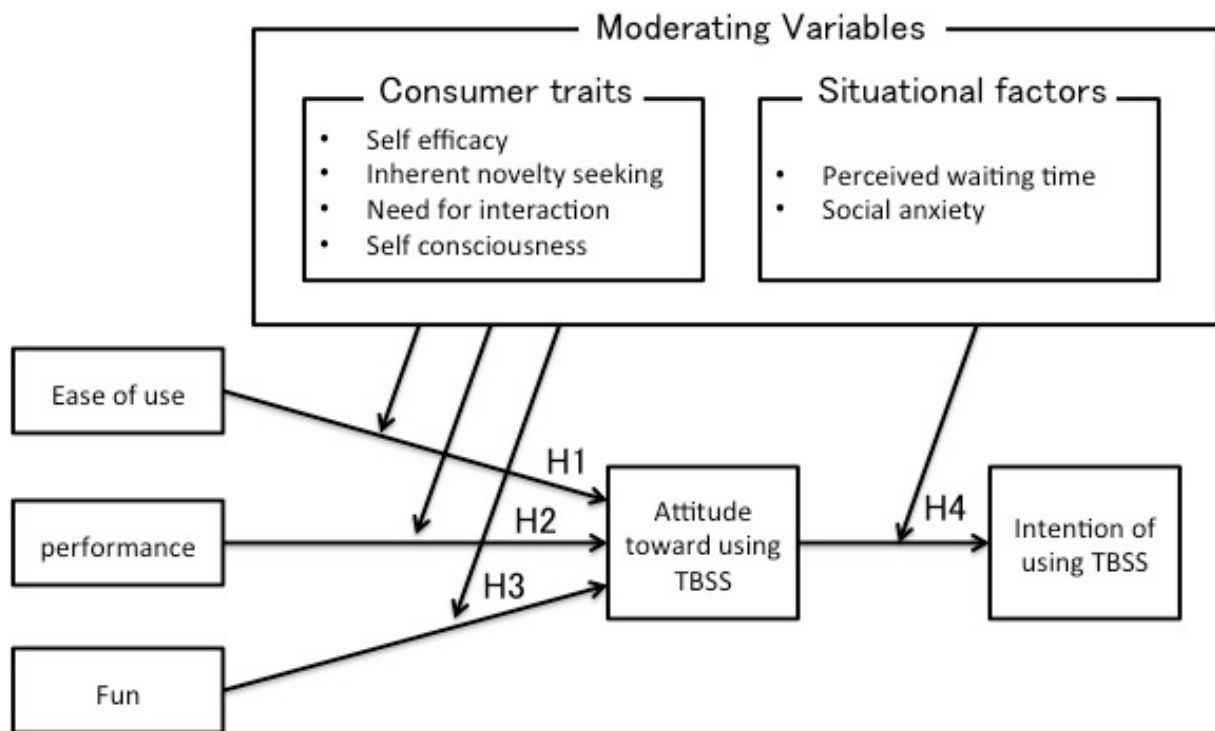 Moderating Variables
Consumer traits
• Self efficacy
• Inherent novelty seeking
• Need for interaction
• Self consciousness
Situational factors
• Perceived waiting time
• Social anxiety
Ease of use
performance
Fun
H1
H2
H3
Attitude
toward using
TBSS
H4
Intention of
using TBSS